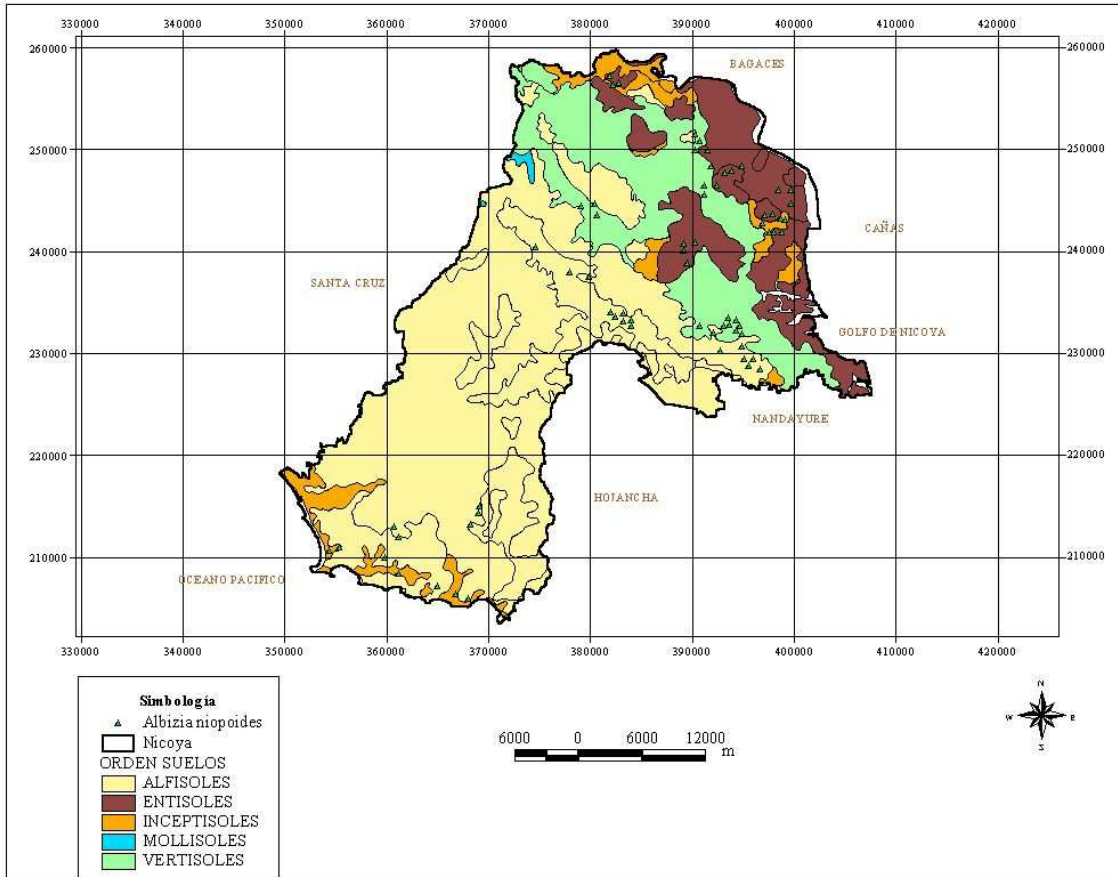 330000 340000 350000 360000 370000 380000 390000 400000 410000 420000
260000 260000
BAGACES
250000 250000
CAÑAS
240000 240000
SANTA CRUZ
GOLFO DE NICOYA
230000 230000
NANDAYURE
220000 220000
HOJANCHA
210000 210000
OCEANO PACIFICO
330000 340000 350000 360000 370000 380000 390000 400000 410000 420000
Simbología
Albizia niopoides
Nicoya
ORDEN SUELOS
ALFISOLES
ENTISOLES
INCEPTISOLES
MOLLISOLES
VERTISOLES
6000 0 6000 12000 m
N
W E
S